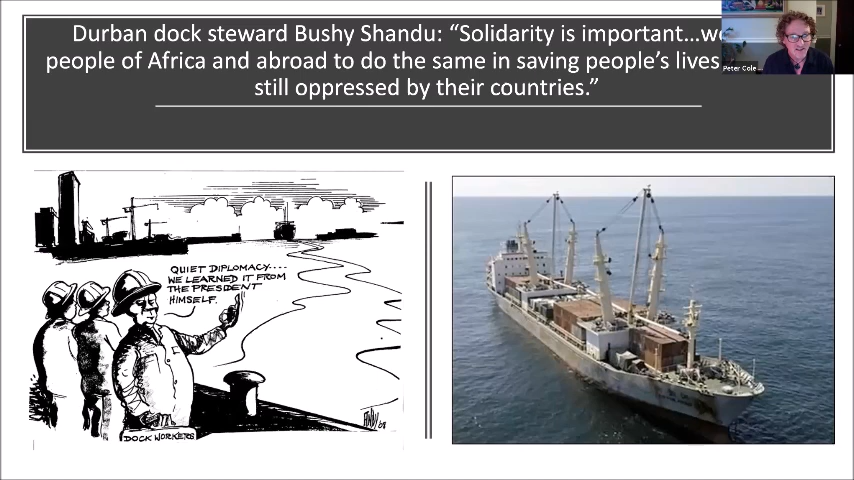 Durban dock steward Bushy Shandu: “Solidarity is important…we
people of Africa and abroad to do the same in saving people’s lives
still oppressed by their countries.”
Peter Cole
QUIET DIPLOMACY....
WE LEARNED IT FROM
THE PRESIDENT
HIMSELF.
DOCK WORKERS